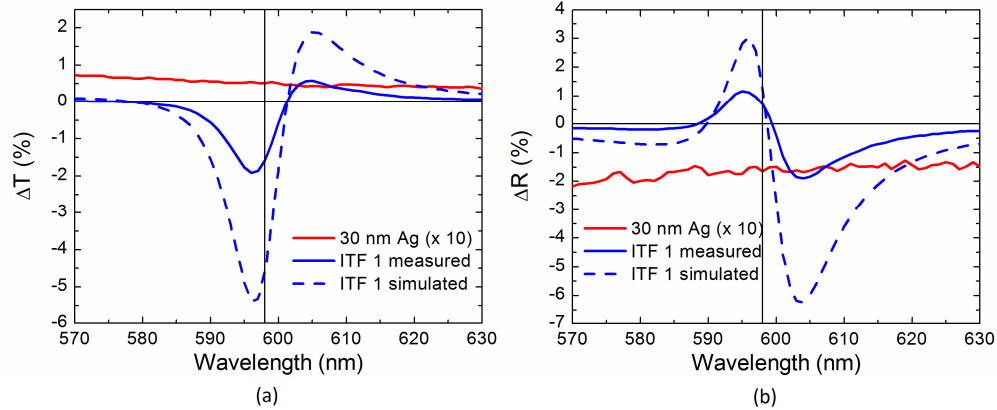 2
1
0
-1
-2
-3
-4
-5
-6
ΔT (%)
30 nm Ag (x 10)
ITF 1 measured
ITF 1 simulated
570 580 590 600 610 620 630
Wavelength (nm)
(a)
4
3
2
1
0
-1
-2
-3
-4
-5
-6
-7
ΔR (%)
30 nm Ag (x 10)
ITF 1 measured
ITF 1 simulated
570 580 590 600 610 620 630
Wavelength (nm)
(b)